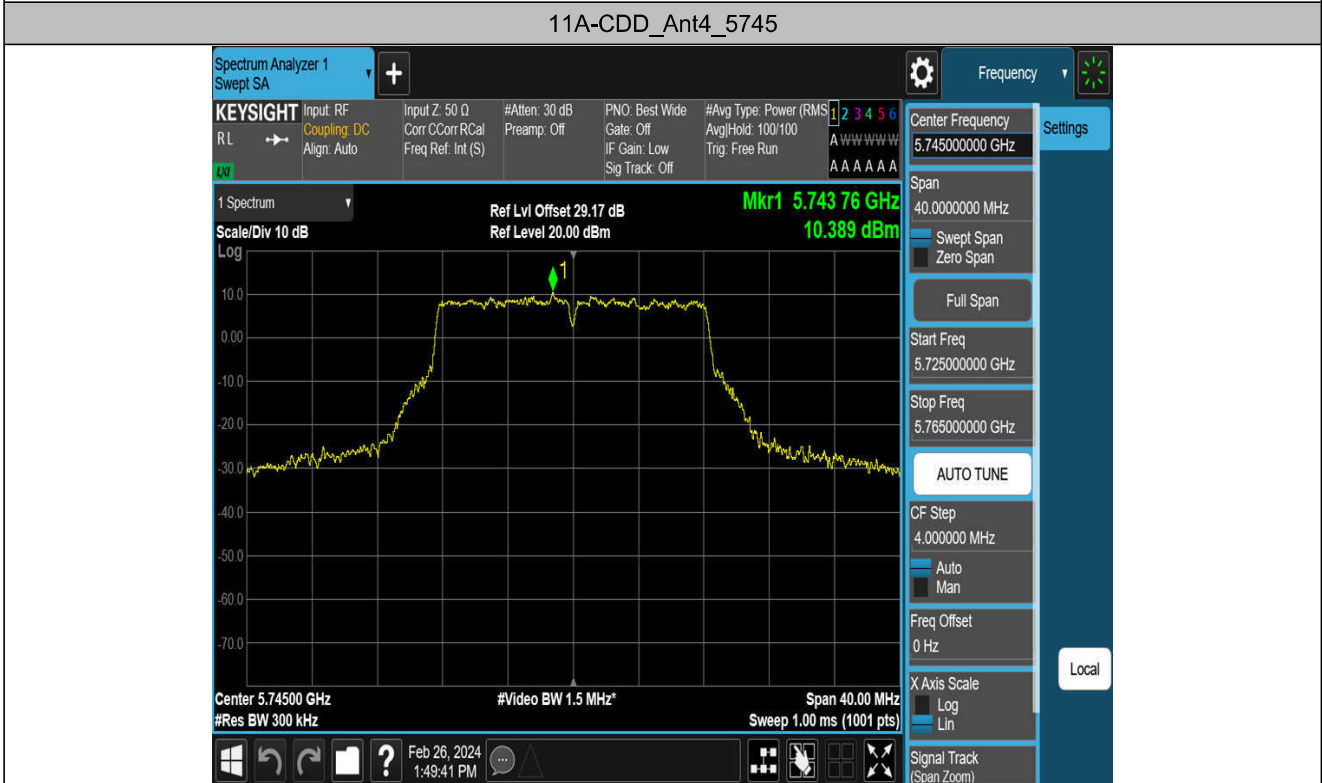 11A-CDD_Ant4_5745
Spectrum Analyzer 1
Swept SA
+
Frequency
KEYSIGHT
RL
LXI
Input: RF
Coupling: DC
Align: Auto
Input Z: 50 Ω
Corr CCorr RCal
Freq Ref: Int (S)
#Atten: 30 dB
Preamp: Off
PNO: Best Wide
Gate: Off
IF Gain: Low
Sig Track: Off
#Avg Type: Power (RMS
Avg|Hold: 100/100
Trig: Free Run
1 2 3 4 5 6
A W W W W W
A A A A A A
Center Frequency
5.745000000 GHz
Settings
1 Spectrum
Scale/Div 10 dB
Log
Ref Lvl Offset 29.17 dB
Ref Level 20.00 dBm
Mkr1 5.743 76 GHz
10.389 dBm
1
10.0
0.00
-10.0
-20.0
-30.0
-40.0
-50.0
-60.0
-70.0
Center 5.74500 GHz
#Res BW 300 kHz
#Video BW 1.5 MHz*
Span 40.00 MHz
Sweep 1.00 ms (1001 pts)
Span
40.0000000 MHz
Swept Span
Zero Span
Full Span
Start Freq
5.725000000 GHz
Stop Freq
5.765000000 GHz
AUTO TUNE
CF Step
4.000000 MHz
Auto
Man
Freq Offset
0 Hz
X Axis Scale
Log
Lin
Local
Signal Track
(Span Zoom)
?
Feb 26, 2024
1:49:41 PM